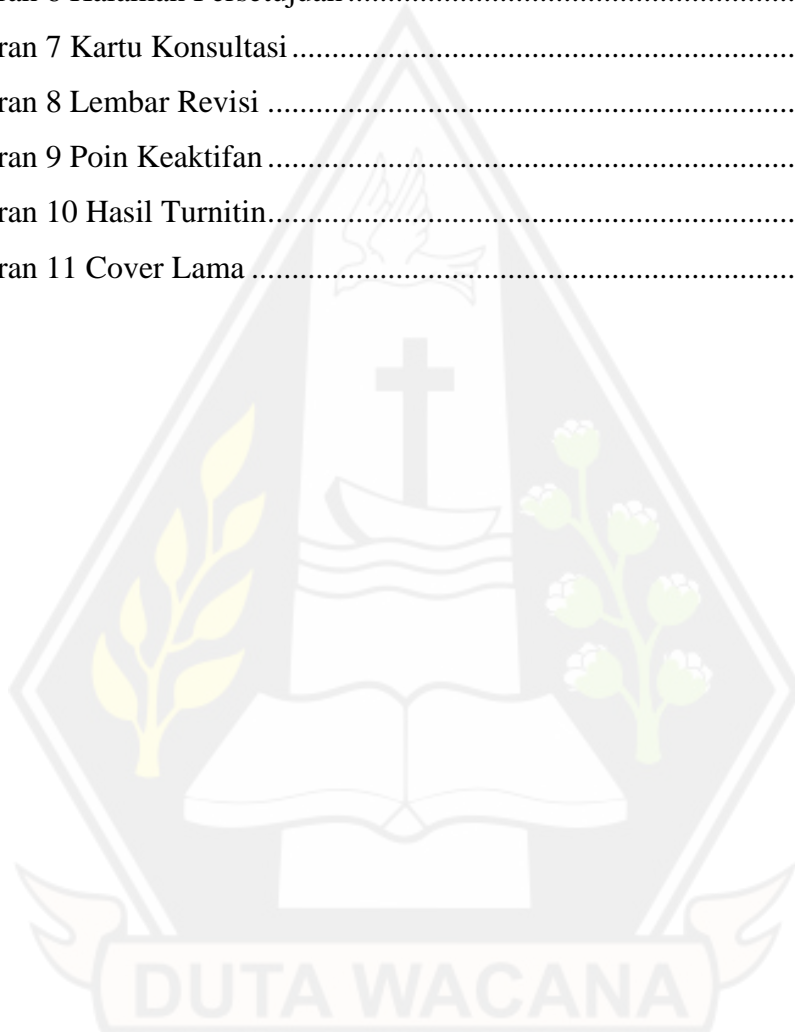 ran 7 Kartu Konsultasi ........................................................................
ran 8 Lembar Revisi ...........................................................................
ran 9 Poin Keaktifan ...........................................................................
ran 10 Hasil Turnitin...........................................................................
ran 11 Cover Lama .............................................................................
DUTA WACANA